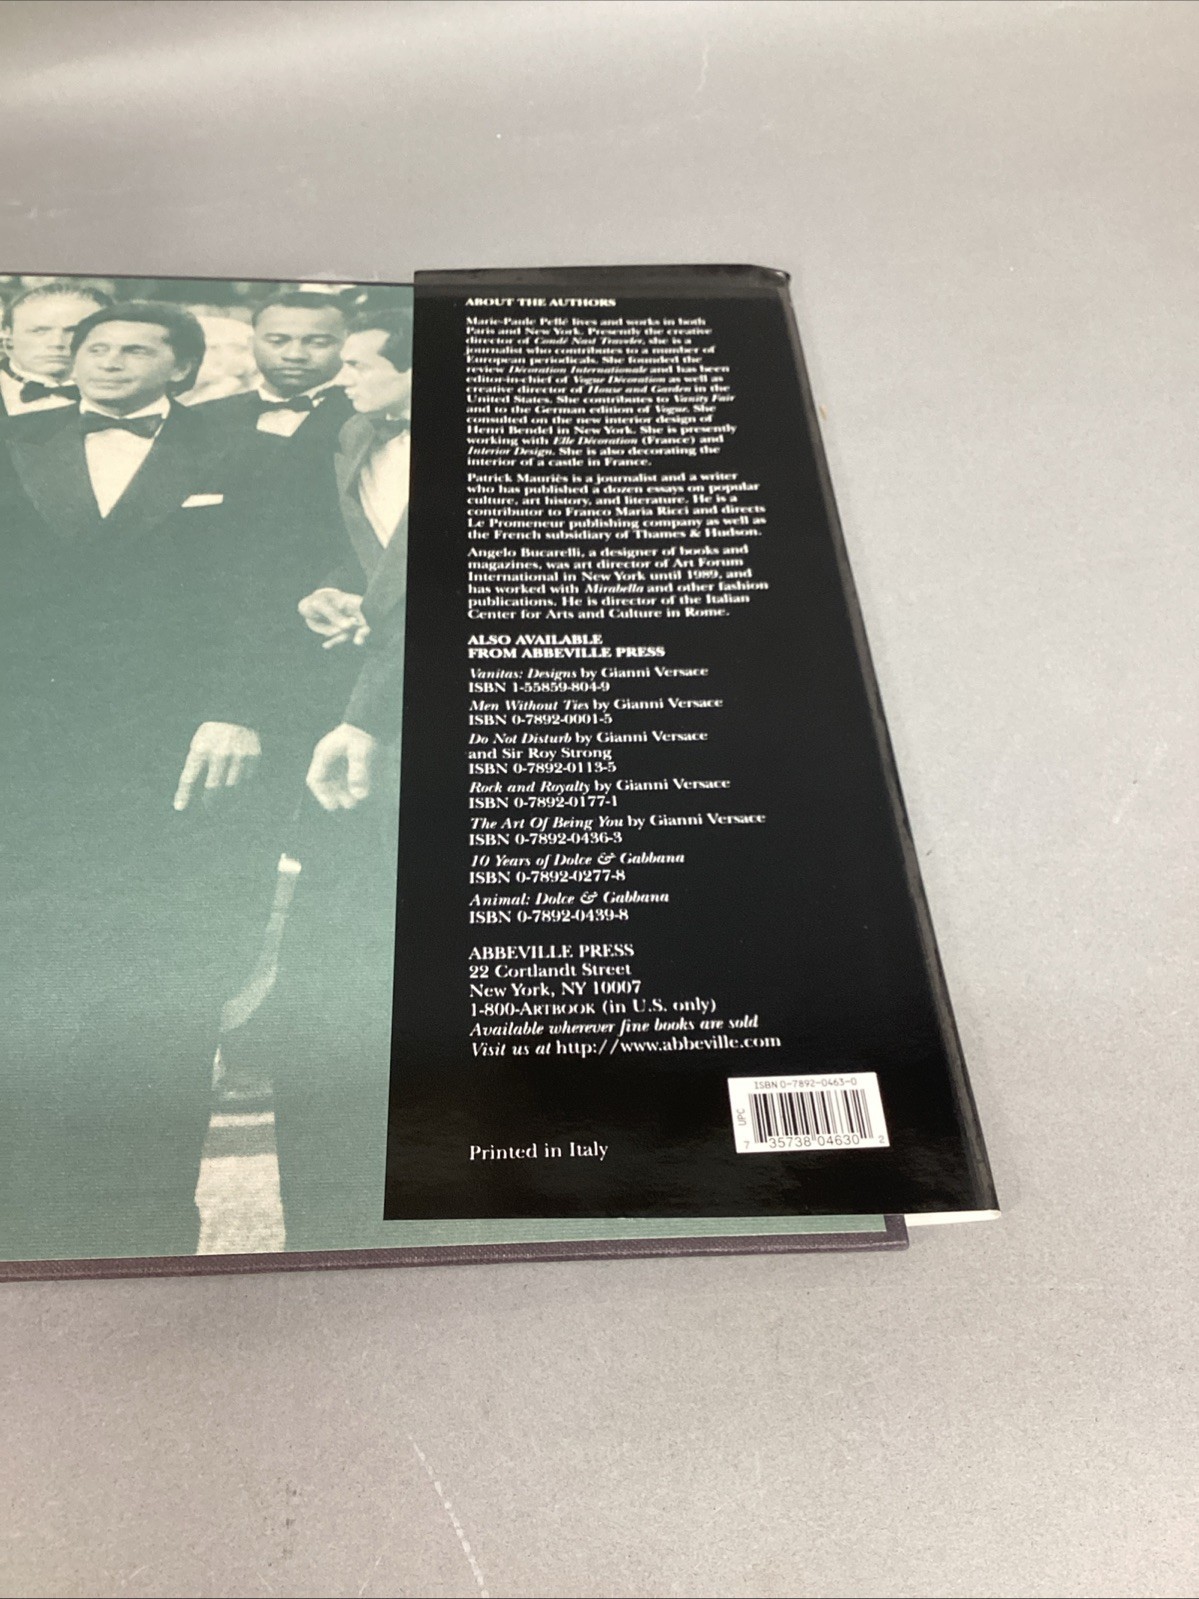 ABOUT THE AUTHORS
Marie-Paule Pellé lives and works in both
Paris and New York. Presently the creative
director of Condé Nast Traveler, she is a
journalist who contributes to a number of
European periodicals. She founded the
review Décoration Internationale and has been
editor-in-chief of Vogue Décoration as well as
creative director of House and Garden in the
United States. She contributes to Vanity Fair
and to the German edition of Vogue. She
consulted on the new interior design of
Henri Bendel in New York. She is presently
working with Elle Décoration (France) and
Interior Design. She is also decorating the
interior of a castle in France.
Patrick Mauriès is a journalist and a writer
who has published a dozen essays on popular
culture, art history, and literature. He is a
contributor to Franco Maria Ricci and directs
Le Promeneur publishing company as well as
the French subsidiary of Thames & Hudson.
Angelo Bucarelli, a designer of books and
magazines, was art director of Art Forum
International in New York until 1989, and
has worked with Mirabella and other fashion
publications. He is director of the Italian
Center for Arts and Culture in Rome.
ALSO AVAILABLE
FROM ABBEVILLE PRESS
Vanitas: Designs by Gianni Versace
ISBN 1-55859-804-9
Men Without Ties by Gianni Versace
ISBN 0-7892-0001-5
Do Not Disturb by Gianni Versace
and Sir Roy Strong
ISBN 0-7892-0113-5
Rock and Royalty by Gianni Versace
ISBN 0-7892-0177-1
The Art Of Being You by Gianni Versace
ISBN 0-7892-0436-3
10 Years of Dolce & Gabbana
ISBN 0-7892-0277-8
Animal: Dolce & Gabbana
ISBN 0-7892-0439-8
ABBEVILLE PRESS
22 Cortlandt Street
New York, NY 10007
1-800-ARTBOOK (in U.S. only)
Available wherever fine books are sold
Visit us at http://www.abbeville.com
ISBN 0-7892-0463-0
UPC
7 35738 04630 2
Printed in Italy